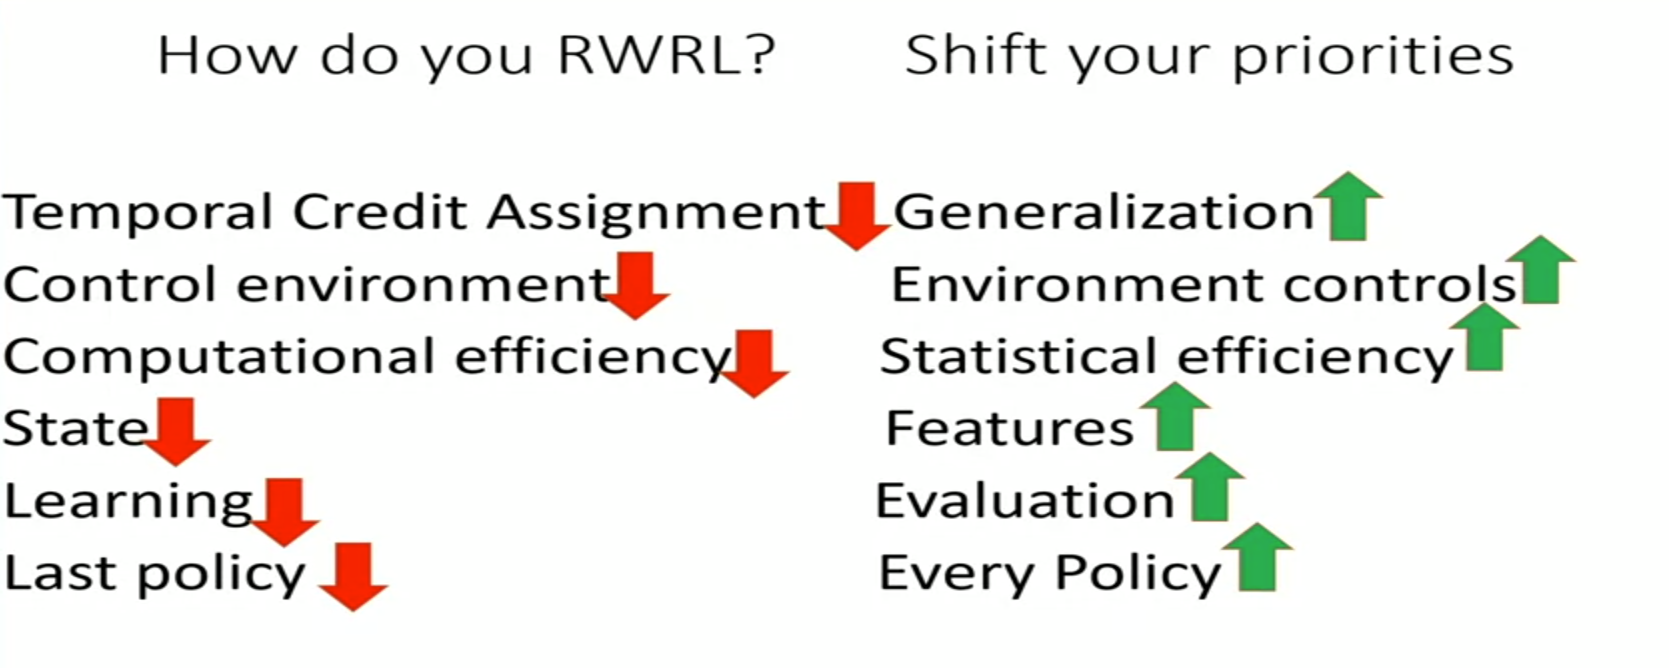 How do you RWRL? Shift your priorities
Temporal Credit Assignment Generalization
Control environment Environment controls
Computational efficiency Statistical efficiency
State Features
Learning Evaluation
Last policy Every Policy